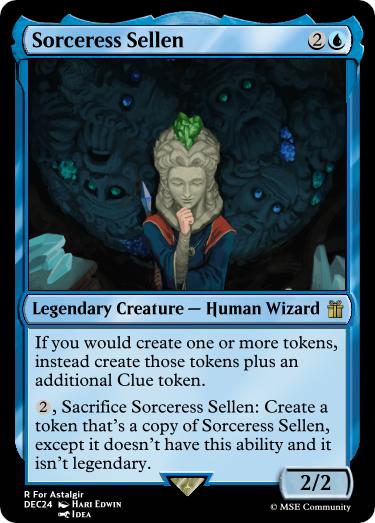 Sorceress Sellen 2
Legendary Creature — Human Wizard
If you would create one or more tokens,
instead create those tokens plus an
additional Clue token.
2, Sacrifice Sorceress Sellen: Create a
token that's a copy of Sorceress Sellen,
except it doesn't have this ability and it
isn't legendary.
2/2
R For Astalgir
DEC24 Hari Edwin
Idea
© MSE Community